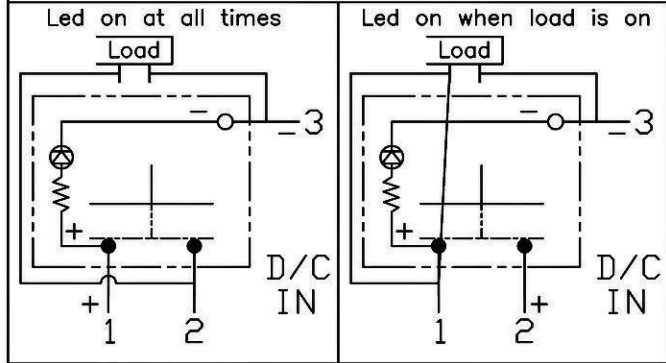 Led on at all times
Load
–
_ 3
+
D/C
IN
+
1
2
Led on when load is on
Load
–
_ 3
+
D/C
IN
+
1
2